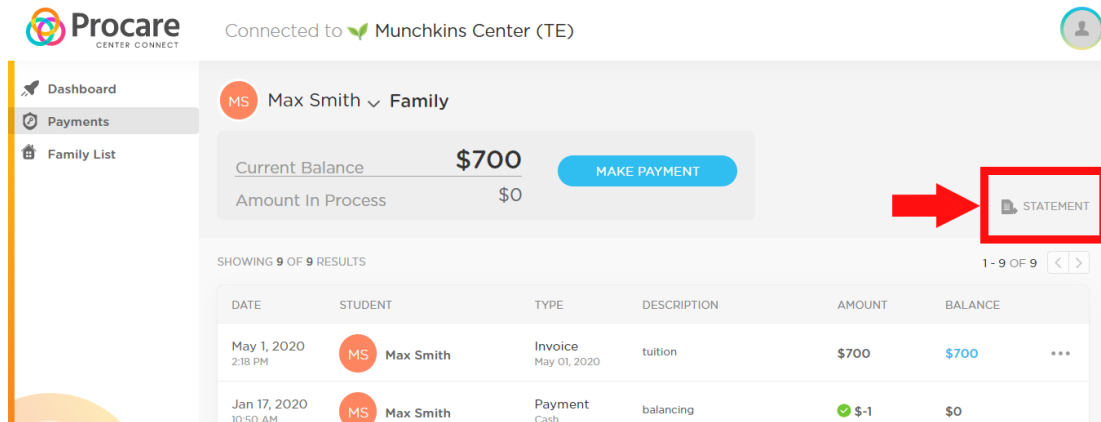 Procare
CENTER CONNECT
Connected to Munchkins Center (TE)
Dashboard
Payments
Family List
MS Max Smith Family
Current Balance $700
MAKE PAYMENT
Amount In Process $0
STATEMENT
SHOWING 9 OF 9 RESULTS
1 - 9 OF 9 < >
DATE STUDENT TYPE DESCRIPTION AMOUNT BALANCE
May 1, 2020 MS Max Smith Invoice tuition $700 $700 •••
2:18 PM May 01, 2020
Jan 17, 2020 MS Max Smith Payment balancing $-1 $0
10:50 AM Cash